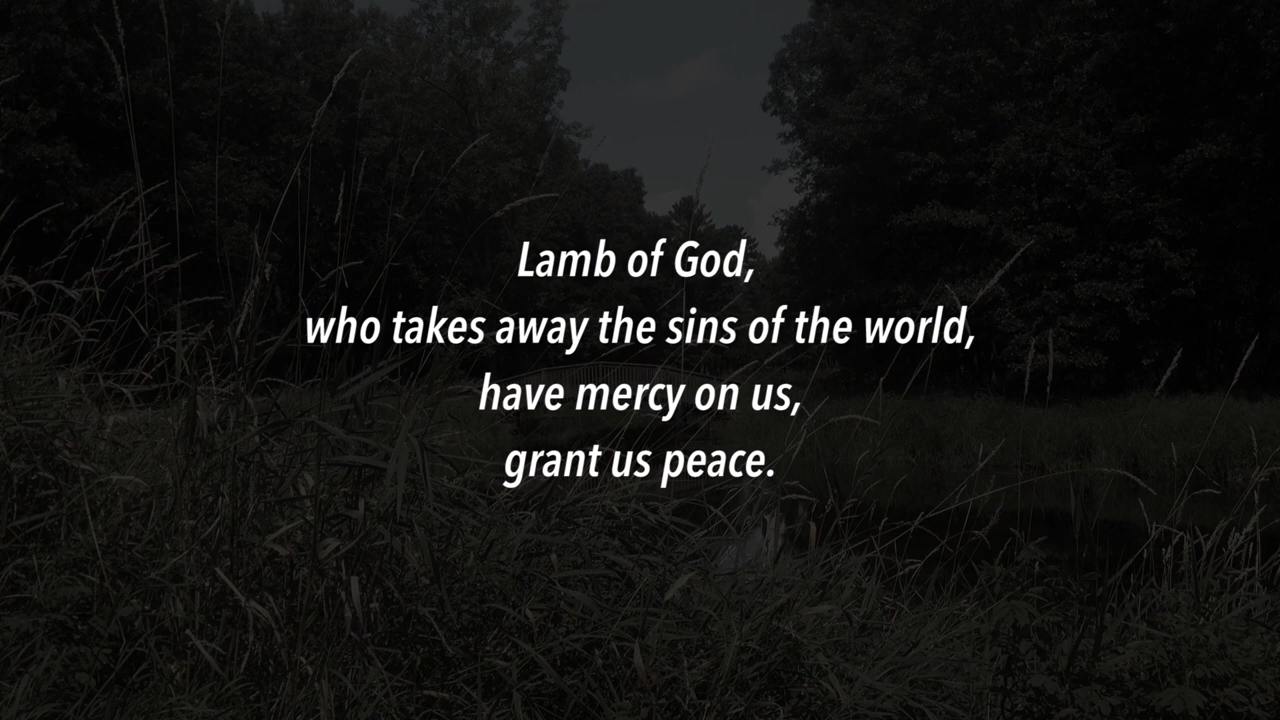 Lamb of God,
who takes away the sins of the world,
have mercy on us,
grant us peace.